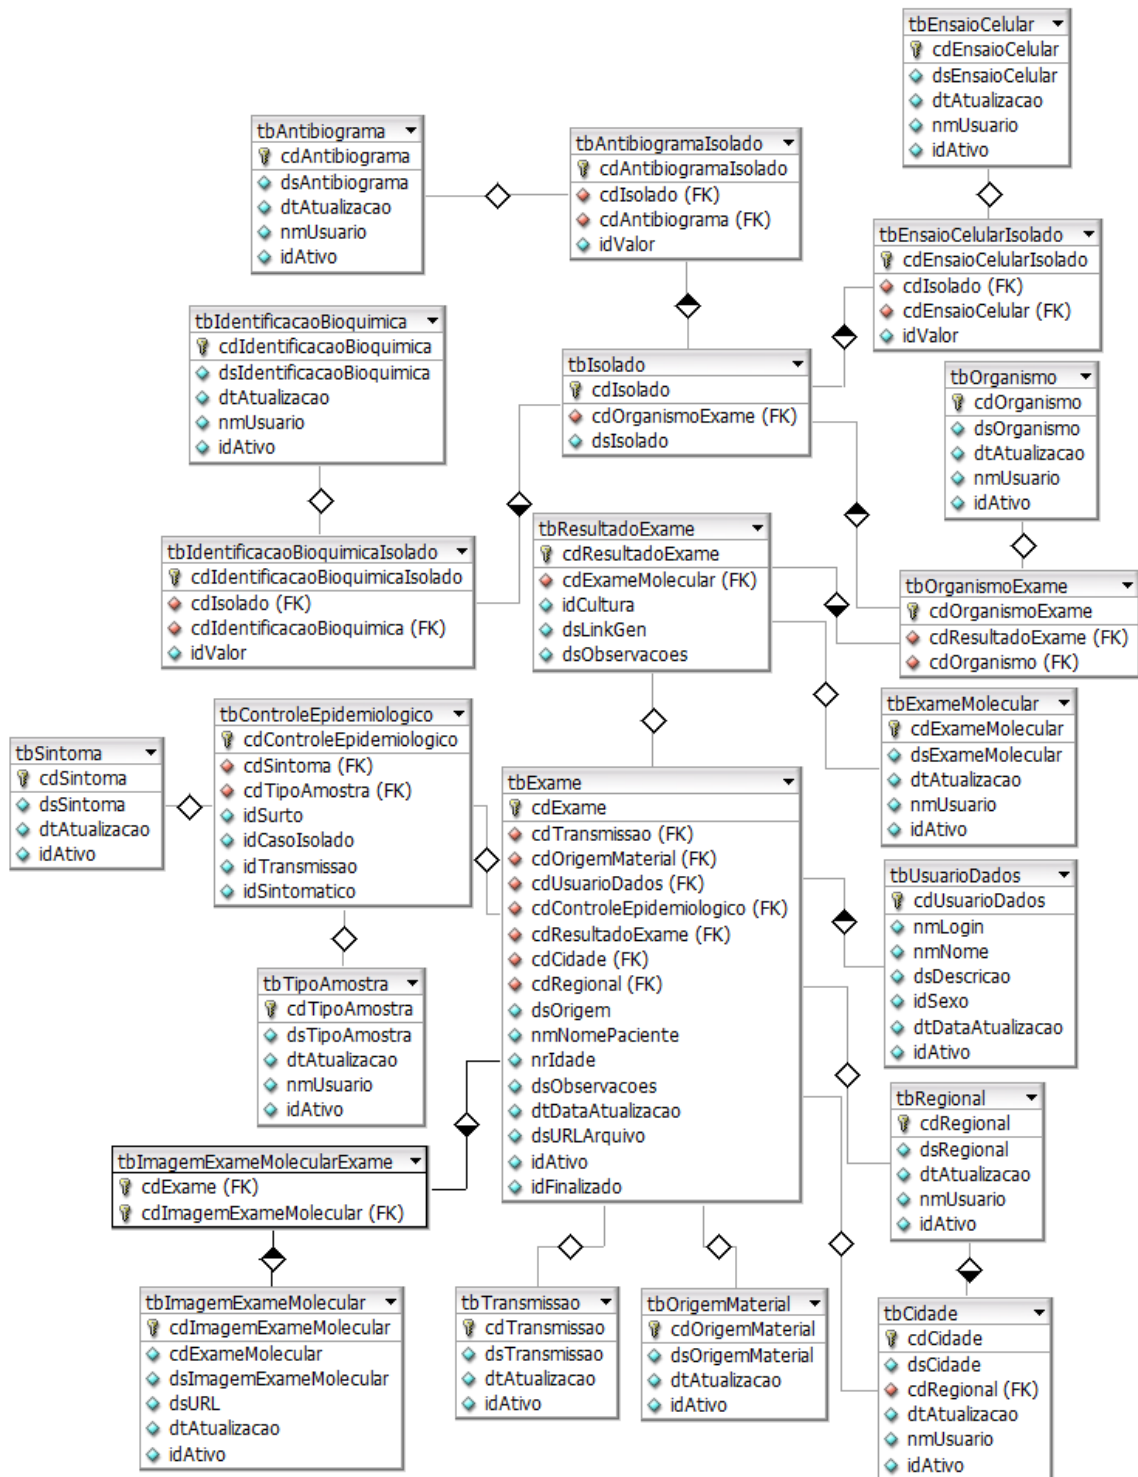 tbEnsaioCelular
cdEnsaioCelular
dsEnsaioCelular
dtAtualizacao
nmUsuario
idAtivo
tbAntibiograma
cdAntibiograma
dsAntibiograma
dtAtualizacao
nmUsuario
idAtivo
tbAntibiogramaIsolado
cdAntibiogramaIsolado
cdIsolado (FK)
cdAntibiograma (FK)
idValor
tbEnsaioCelularIsolado
cdEnsaioCelularIsolado
cdIsolado (FK)
cdEnsaioCelular (FK)
idValor
tbIdentificacaoBioquimica
cdIdentificacaoBioquimica
dsIdentificacaoBioquimica
dtAtualizacao
nmUsuario
idAtivo
tbIsolado
cdIsolado
cdOrganismoExame (FK)
dsIsolado
tbOrganismo
cdOrganismo
dsOrganismo
dtAtualizacao
nmUsuario
idAtivo
tbIdentificacaoBioquimicaIsolado
cdIdentificacaoBioquimicaIsolado
cdIsolado (FK)
cdIdentificacaoBioquimica (FK)
idValor
tbResultadoExame
cdResultadoExame
cdExameMolecular (FK)
idCultura
dsLinkGen
dsObservacoes
tbOrganismoExame
cdOrganismoExame
cdResultadoExame (FK)
cdOrganismo (FK)
tbSintoma
cdSintoma
dsSintoma
dtAtualizacao
idAtivo
tbControleEpidemiologico
cdControleEpidemiologico
cdSintoma (FK)
cdTipoAmostra (FK)
idSurto
idCasoIsolado
idTransmissao
idSintomatico
tbExameMolecular
cdExameMolecular
dsExameMolecular
dtAtualizacao
nmUsuario
idAtivo
tbExame
cdExame
cdTransmissao (FK)
cdOrigemMaterial (FK)
cdUsuarioDados (FK)
cdControleEpidemiologico (FK)
cdResultadoExame (FK)
cdCidade (FK)
cdRegional (FK)
dsOrigem
nmNomePaciente
nrIdade
dsObservacoes
dtDataAtualizacao
dsURLArquivo
idAtivo
idFinalizado
tbUsuarioDados
cdUsuarioDados
nmLogin
nmNome
dsDescricao
idSexo
dtDataAtualizacao
idAtivo
tbTipoAmostra
cdTipoAmostra
dsTipoAmostra
dtAtualizacao
nmUsuario
idAtivo
tbRegional
cdRegional
dsRegional
dtAtualizacao
nmUsuario
idAtivo
tbImagemExameMolecularExame
cdExame (FK)
cdImagemExameMolecular (FK)
tbImagemExameMolecular
cdImagemExameMolecular
cdExameMolecular
dsImagemExameMolecular
dsURL
dtAtualizacao
idAtivo
tbTransmissao
cdTransmissao
dsTransmissao
dtAtualizacao
idAtivo
tbOrigemMaterial
cdOrigemMaterial
dsOrigemMaterial
dtAtualizacao
idAtivo
tbCidade
cdCidade
dsCidade
cdRegional (FK)
dtAtualizacao
nmUsuario
idAtivo